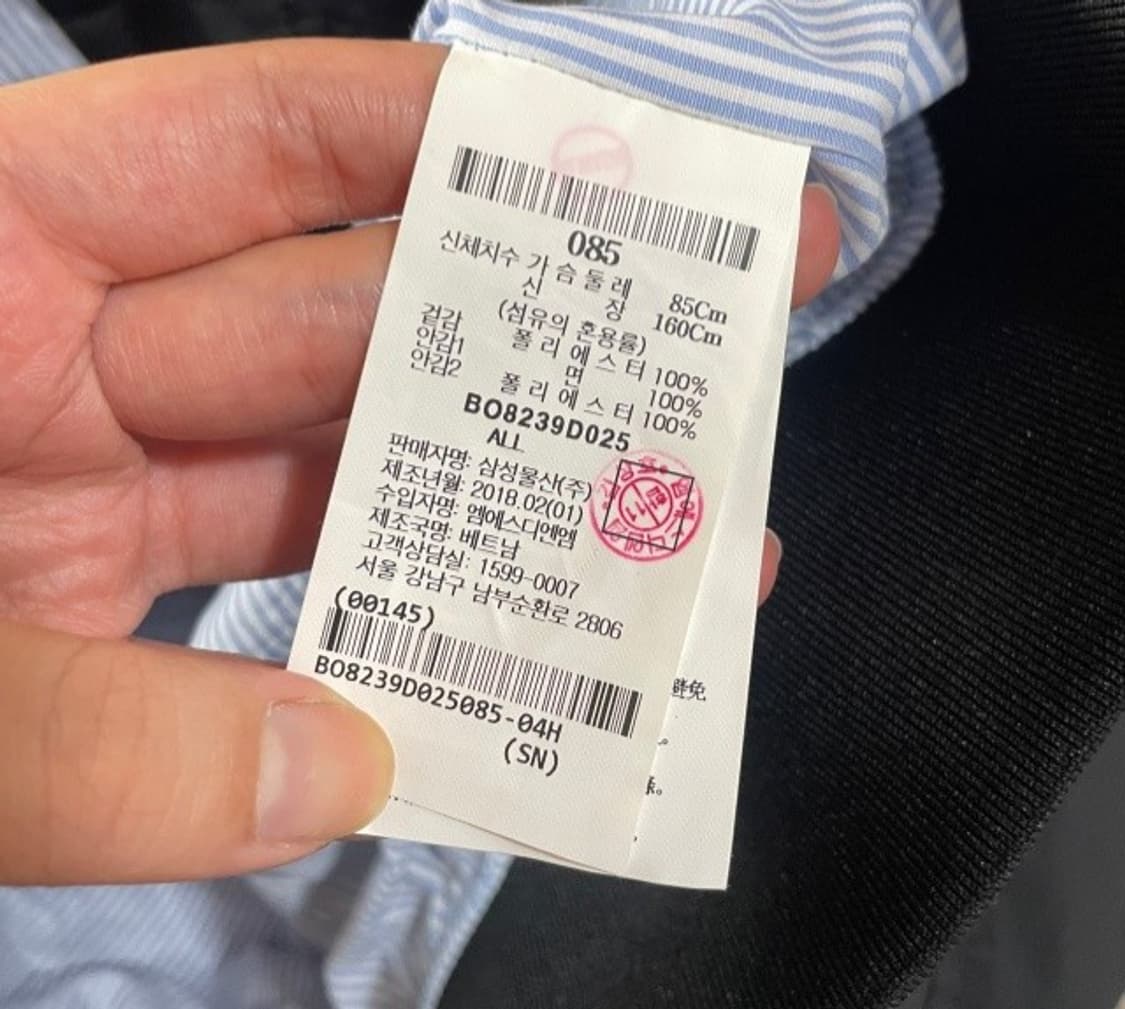 085
신체치수 가슴둘레 85Cm
신장 160Cm
(섬유의 혼용률)
겉감 폴리에스터 100%
안감1 면 100%
안감2 폴리에스터 100%
BO8239D025
ALL
판매자명: 삼성물산(주)
제조년월: 2018.02(01)
수입자명: 엠에스디엔엠
제조국명: 베트남
고객상담실: 1599-0007
서울 강남구 남부순환로 2806
(00145)
BO8239D025085-04H
(SN)
避免